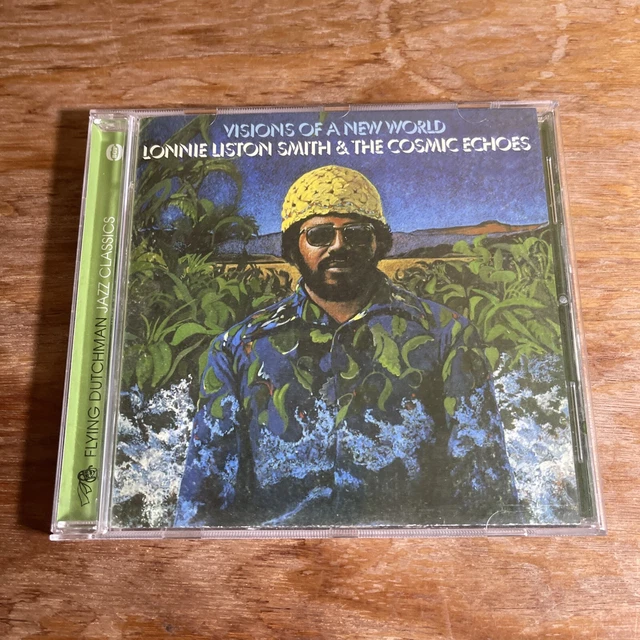 VISIONS OF A NEW WORLD
LONNIE LISTON SMITH & THE COSMIC ECHOES
FLYING DUTCHMAN JAZZ CLASSICS